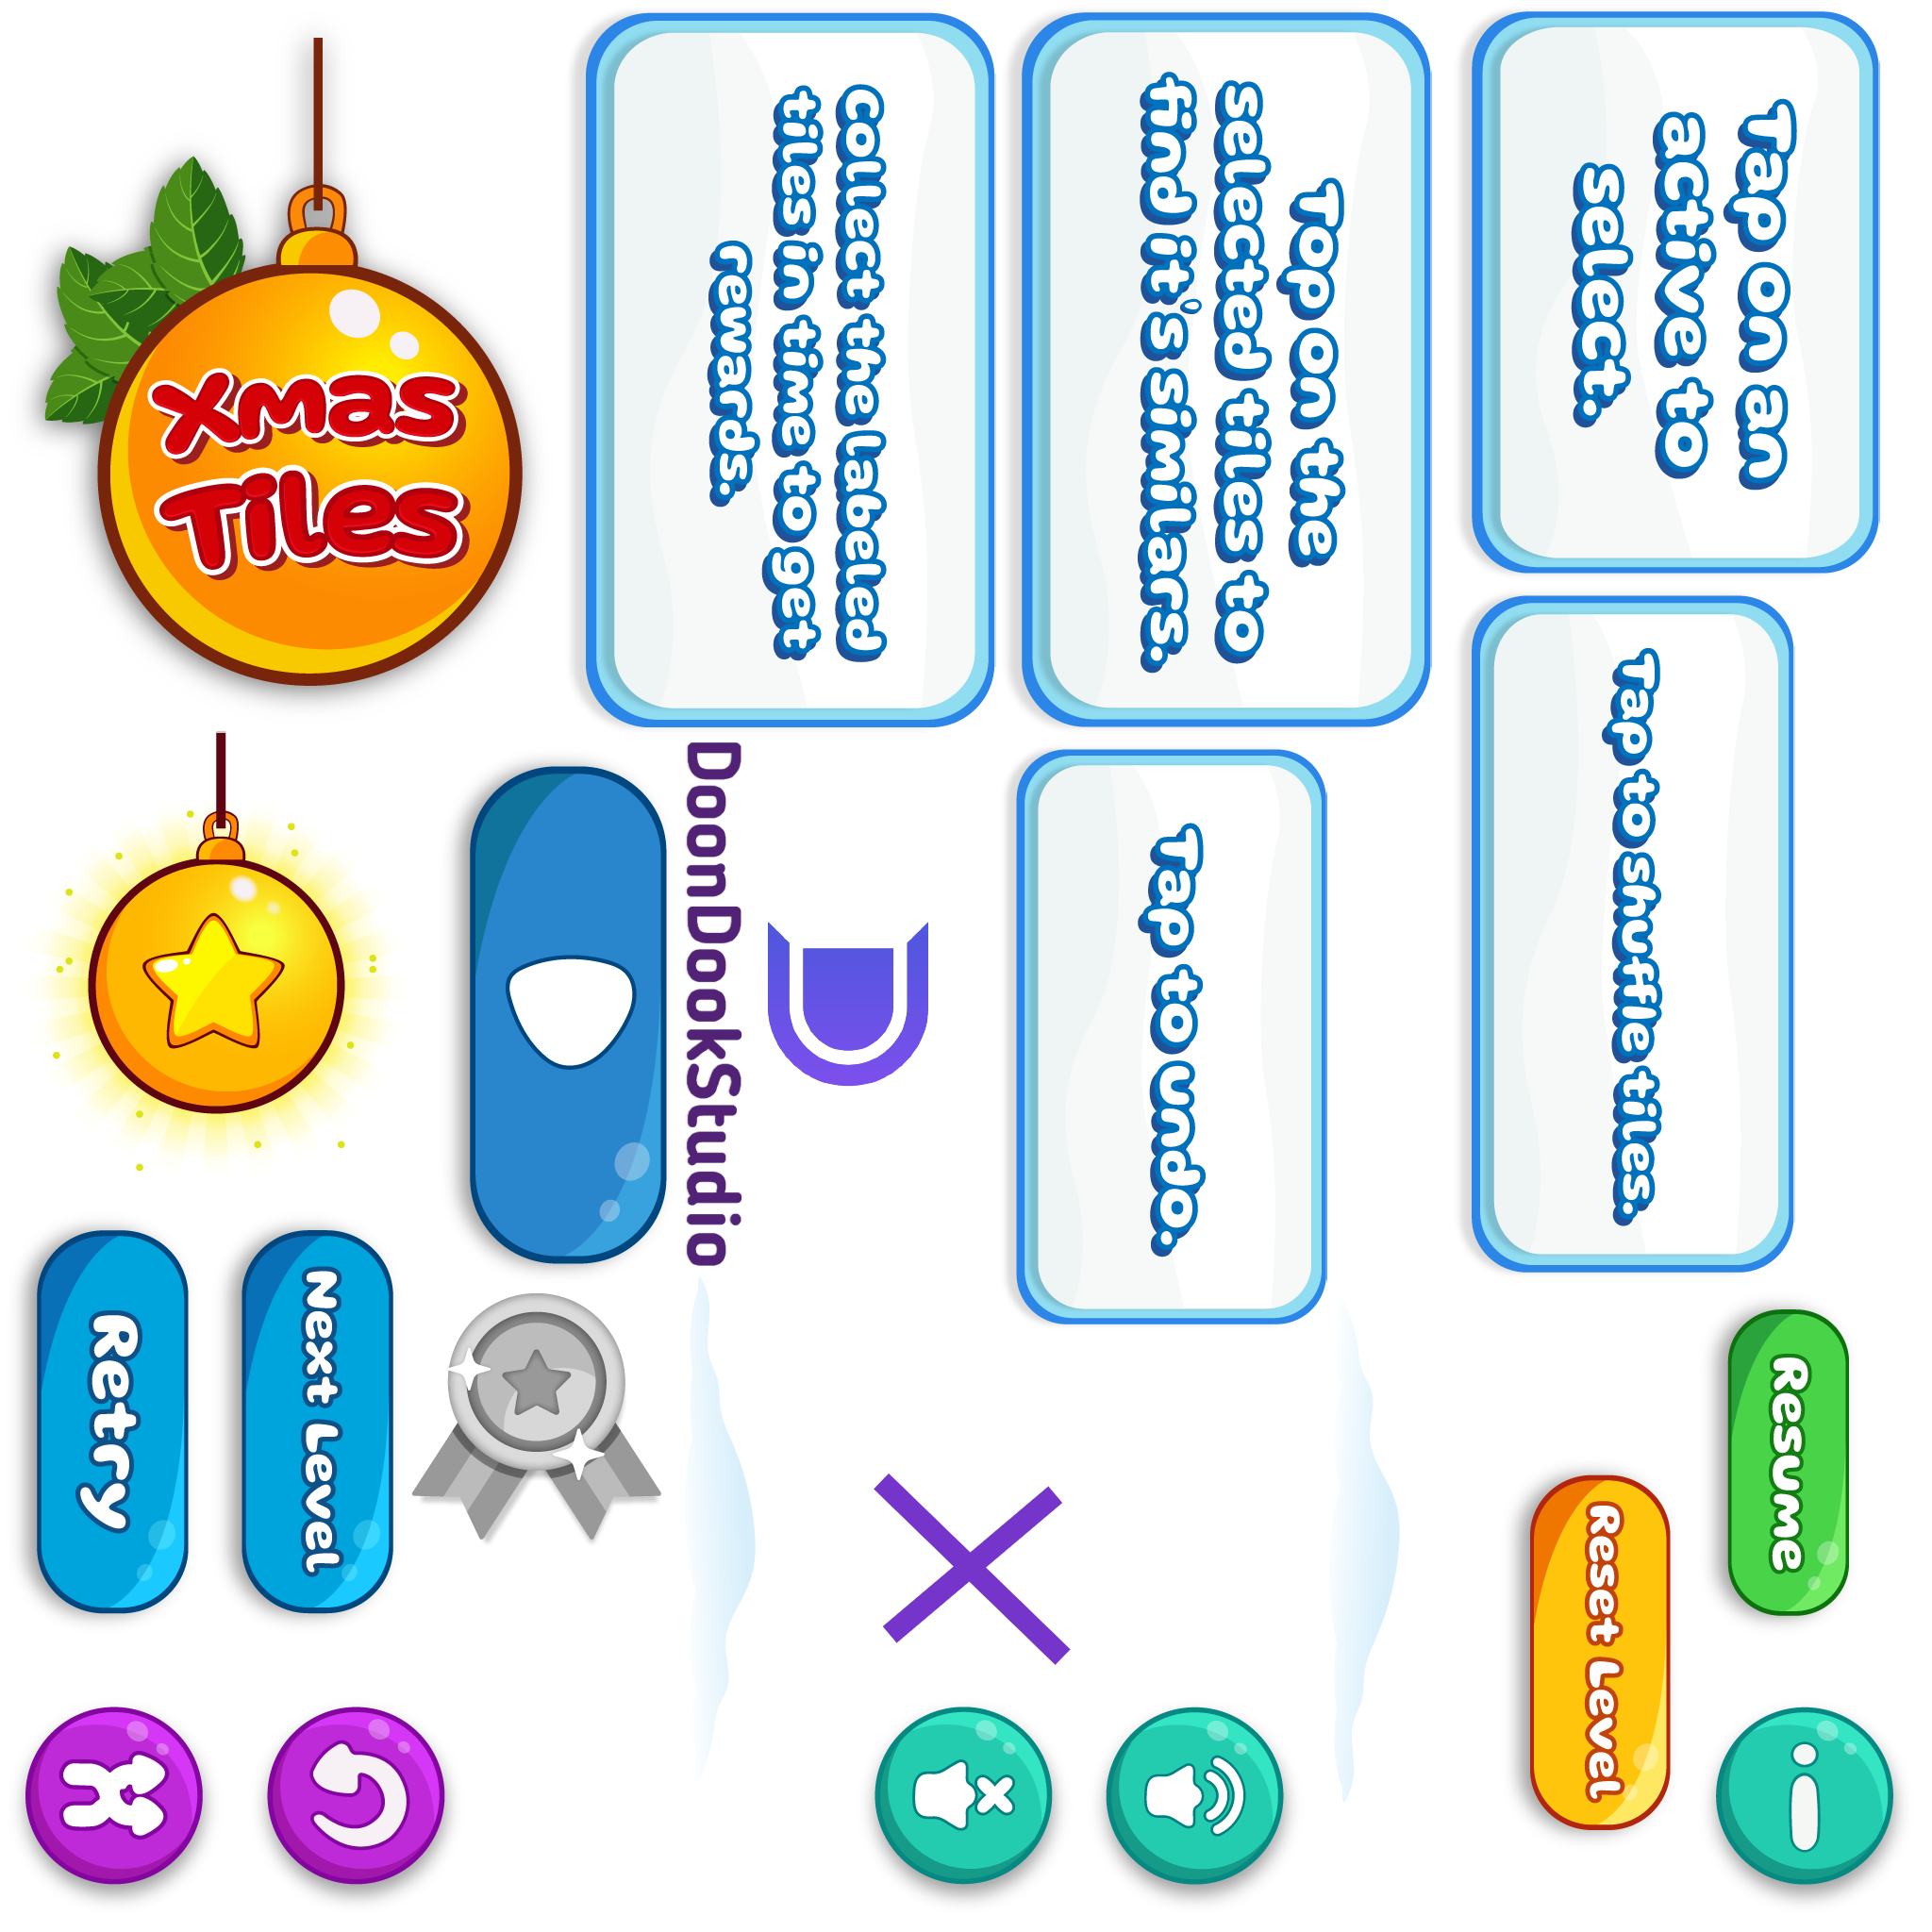 Xmas
Tiles
Collect the labeled
tiles in time to get
rewards.
Top on the
selected tiles to
find it's similars.
Tap on an
active to
select.
Tap to undo.
Tap to shuffle tiles.
DoonDookStudio
Retry
Next Level
Resume
Reset Level
i